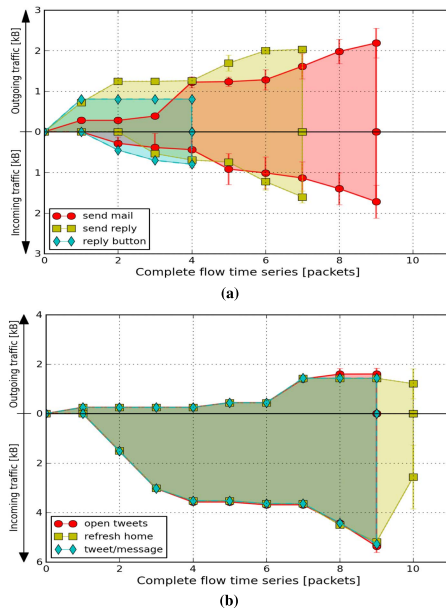 3
2
1
0
1
2
3
Outgoing traffic [kB]
Incoming traffic [kB]
send mail
send reply
reply button
0 2 4 6 8 10
Complete flow time series [packets]
(a)
4
2
0
2
4
6
Outgoing traffic [kB]
Incoming traffic [kB]
open tweets
refresh home
tweet/message
0 2 4 6 8 10
Complete flow time series [packets]
(b)